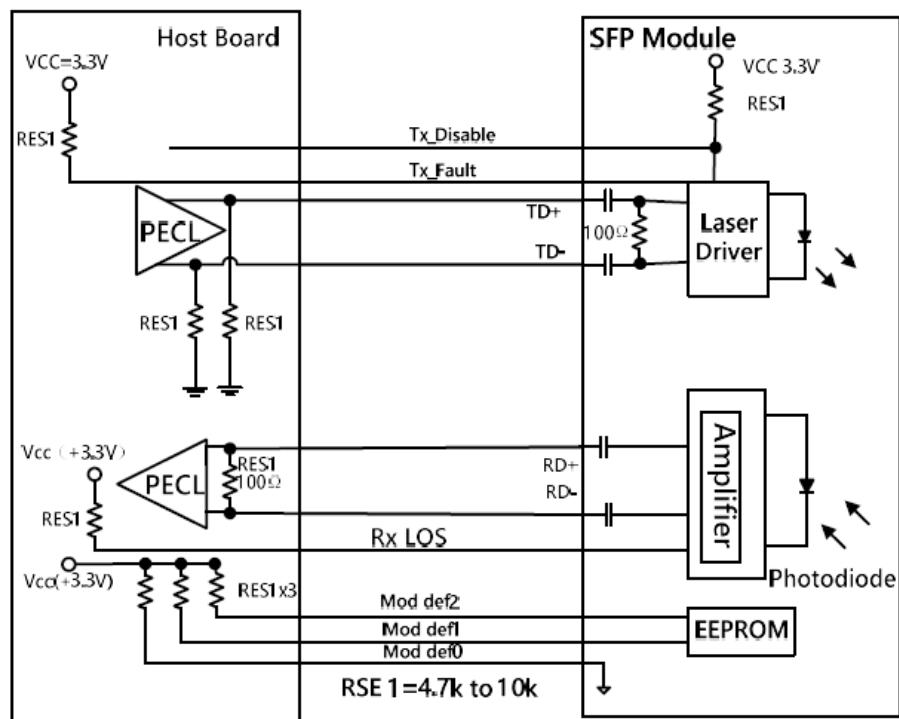 Host Board
SFP Module
VCC=3.3V
VCC 3.3V
RES1
RES1
Tx_Disable
Tx_Fault
PECL
TD+
100Ω
TD-
Laser
Driver
RES1
RES1
Vcc (+3.3V)
PECL
RES1
100Ω
RD+
RD-
Amplifier
RES1
Rx LOS
Vcc(+3.3V)
RES1x3
Photodiode
Mod def2
Mod def1
Mod def0
EEPROM
RSE 1=4.7k to 10k